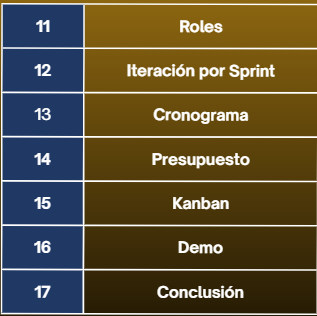 11 Roles
12 Iteración por Sprint
13 Cronograma
14 Presupuesto
15 Kanban
16 Demo
17 Conclusión